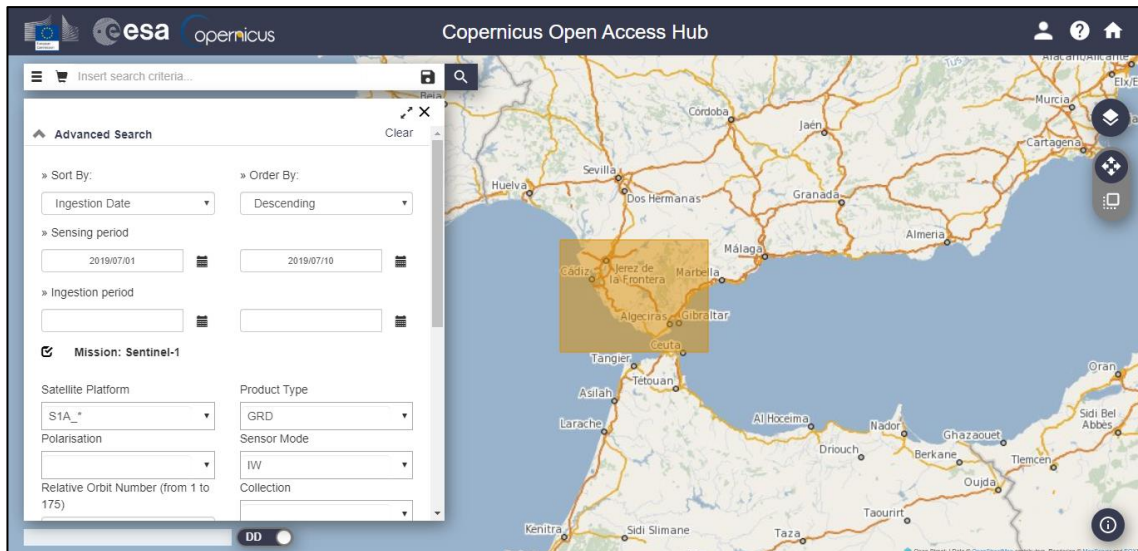 esa opernicus
Copernicus Open Access Hub
Insert search criteria...
Advanced Search
Clear
» Sort By:
» Order By:
Ingestion Date
Descending
» Sensing period
2019/07/01
2019/07/10
» Ingestion period
Mission: Sentinel-1
Satellite Platform
Product Type
S1A_*
GRD
Polarisation
Sensor Mode
IW
Relative Orbit Number (from 1 to
175)
Collection
DD
Murcia
Cartagena
Córdoba
Jaén
Sevilla
Huelva
Dos Hermanas
Granada
Almeria
Málaga
Cádiz
Jerez de
la Frontera
Marbella
Algeciras
Gibraltar
Ceuta
Tangier
Tétouan
Asilah
Larache
Al Hoceima
Nador
Driouch
Berkane
Ghazaouet
Oran
Sidi Bel
Abbès
Tlemcen
Oujda
Taourirt
Taza
Kenitra
Sidi Slimane